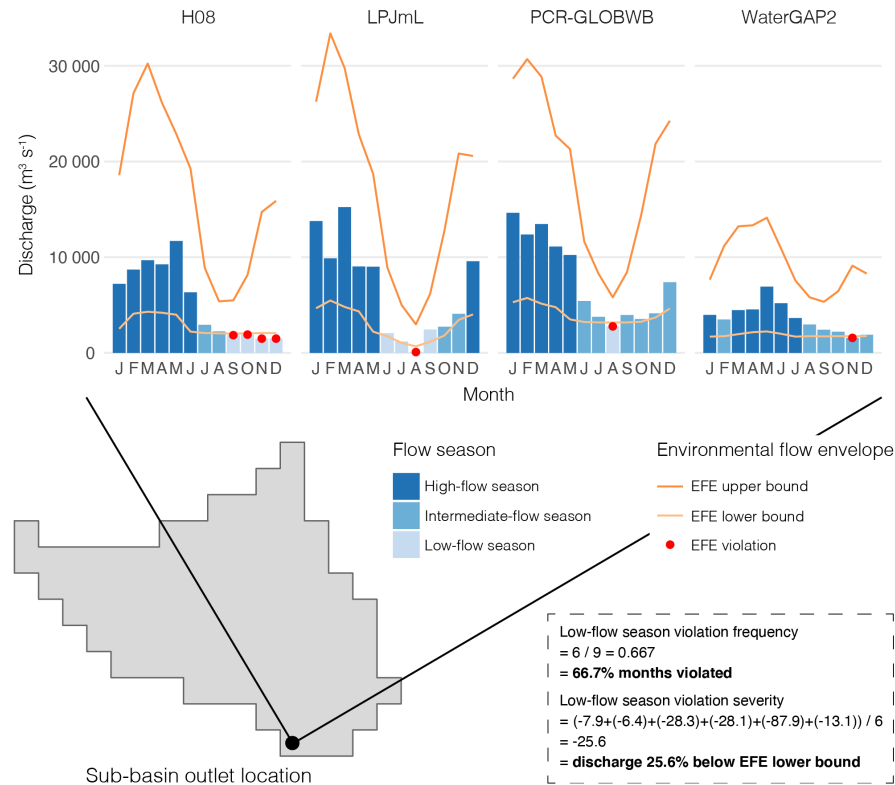 H08 LPJmL PCR-GLOBWB WaterGAP2
Discharge (m³ s⁻¹)
30 000
20 000
10 000
0
J F M A M J J A S O N D J F M A M J J A S O N D J F M A M J J A S O N D J F M A M J J A S O N D
Month
Flow season
High-flow season
Intermediate-flow season
Low-flow season
Environmental flow envelope
EFE upper bound
EFE lower bound
EFE violation
Low-flow season violation frequency
= 6 / 9 = 0.667
= 66.7% months violated
Low-flow season violation severity
= (-7.9+(-6.4)+(-28.3)+(-28.1)+(-87.9)+(-13.1)) / 6
= -25.6
= discharge 25.6% below EFE lower bound
Sub-basin outlet location